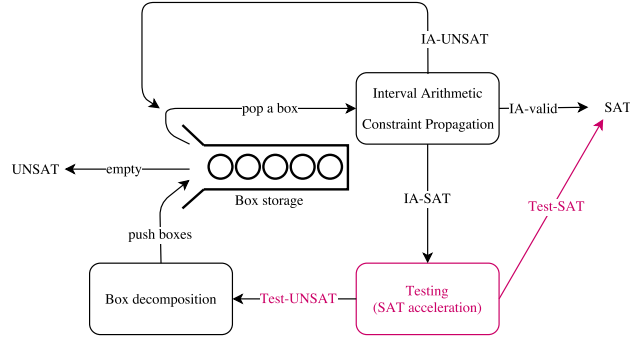 IA-UNSAT
pop a box
Interval Arithmetic
Constraint Propagation
IA-valid
SAT
UNSAT
empty
Box storage
IA-SAT
Test-SAT
push boxes
Box decomposition
Test-UNSAT
Testing
(SAT acceleration)